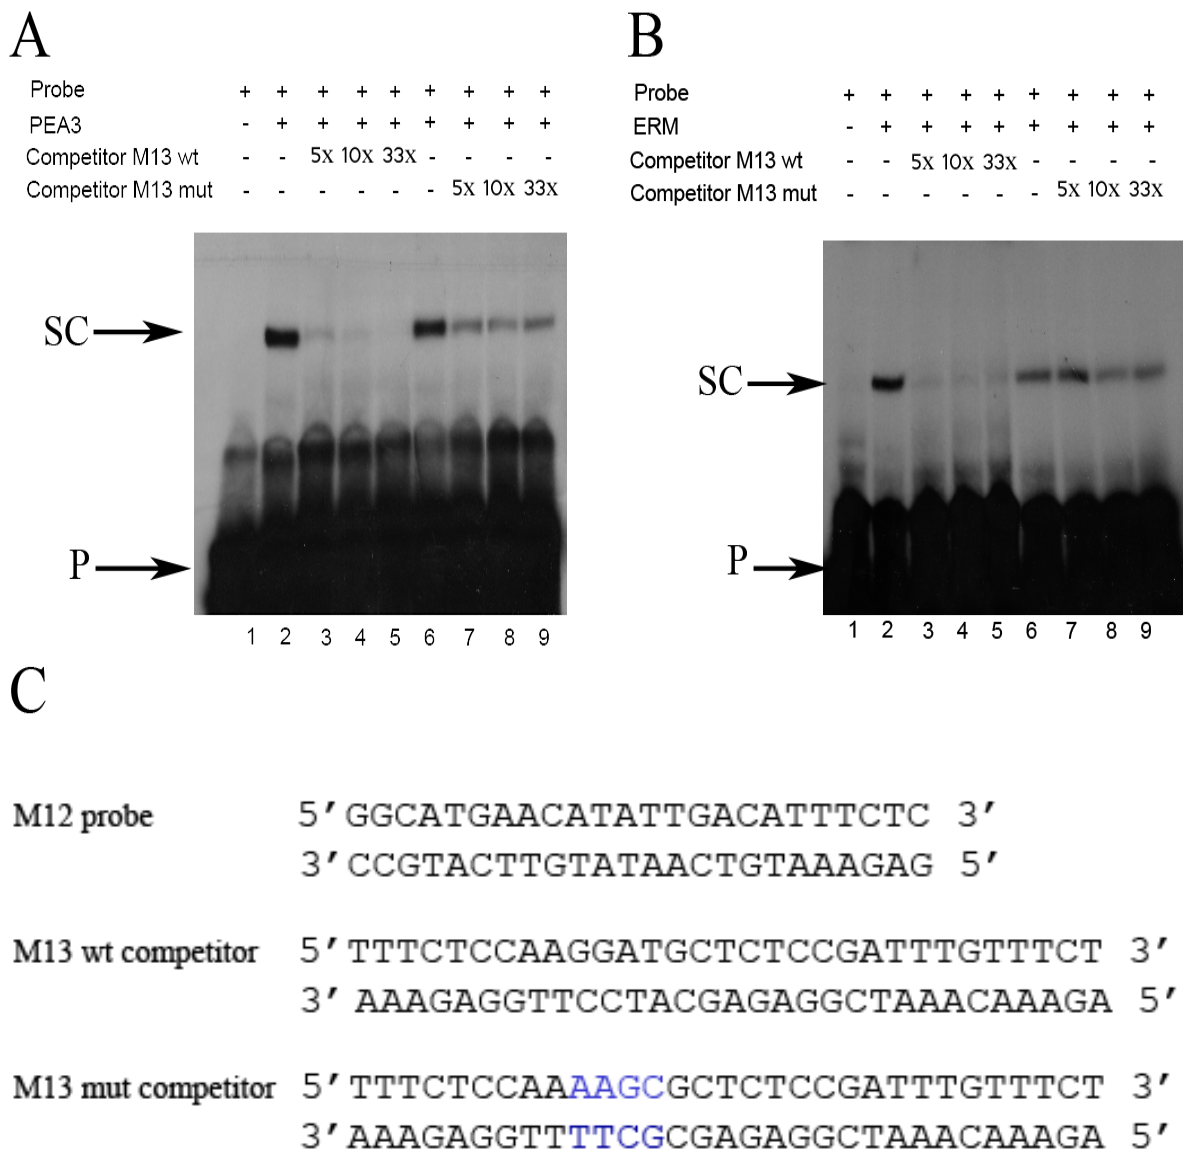 A
Probe + + + + + + + + +
PEA3 - + + + + + + + +
Competitor M13 wt - - 5x 10x 33x - - - -
Competitor M13 mut - - - - - - 5x 10x 33x
SC
P
1 2 3 4 5 6 7 8 9
B
Probe + + + + + + + + +
ERM - + + + + + + + +
Competitor M13 wt - - 5x 10x 33x - - - -
Competitor M13 mut - - - - - - 5x 10x 33x
SC
P
1 2 3 4 5 6 7 8 9
C
M12 probe 5' GGCATGAACATATTGACATTTCTC 3'
3' CCGTACTTGTATAACTGTAAAGAG 5'
M13 wt competitor 5' TTTCTCCAAGGATGCTCTCCGATTTGTTTCT 3'
3' AAAGAGGTTCCTACGAGAGGCTAAACAAAGA 5'
M13 mut competitor 5' TTTCTCCAAAAGCGCTCTCCGATTTGTTTCT 3'
3' AAAGAGGTTTTCGCGAGAGGCTAAACAAAGA 5'